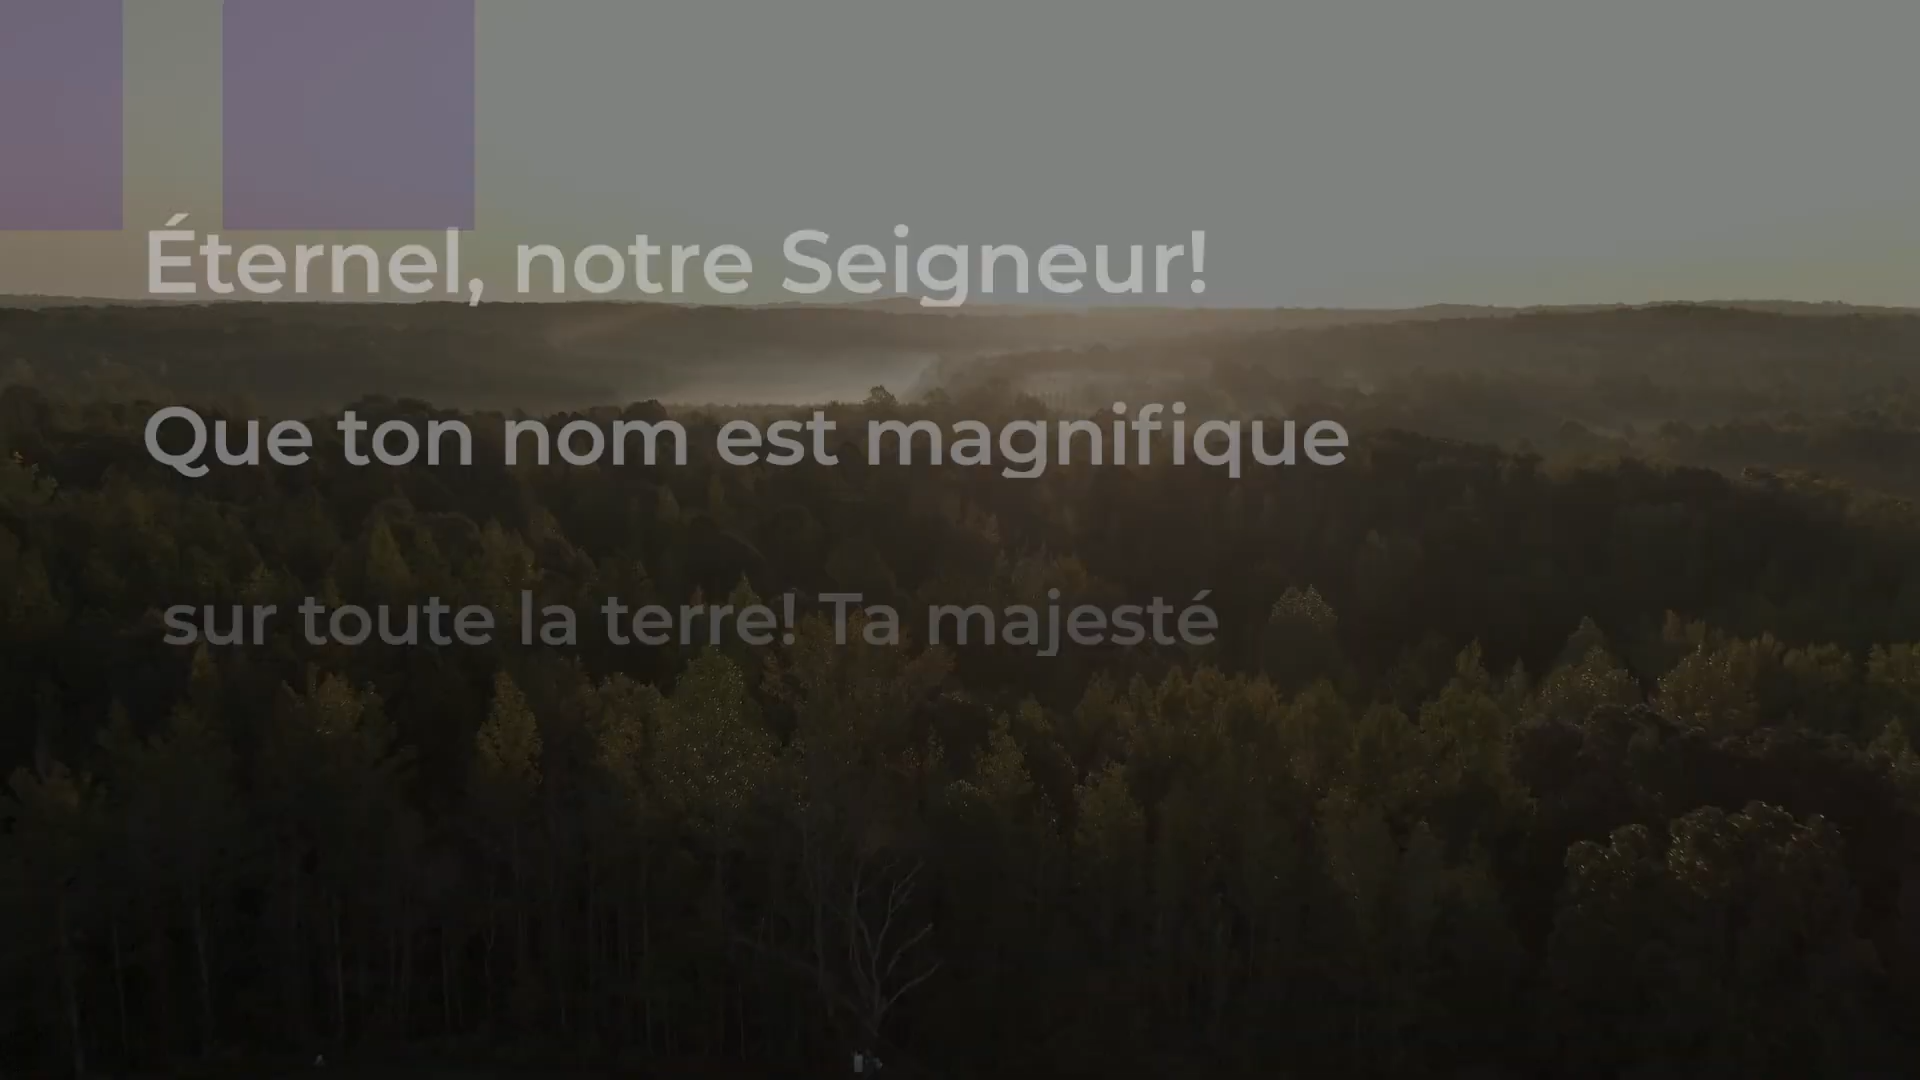 Éternel, notre Seigneur!
Que ton nom est magnifique
sur toute la terre! Ta majesté